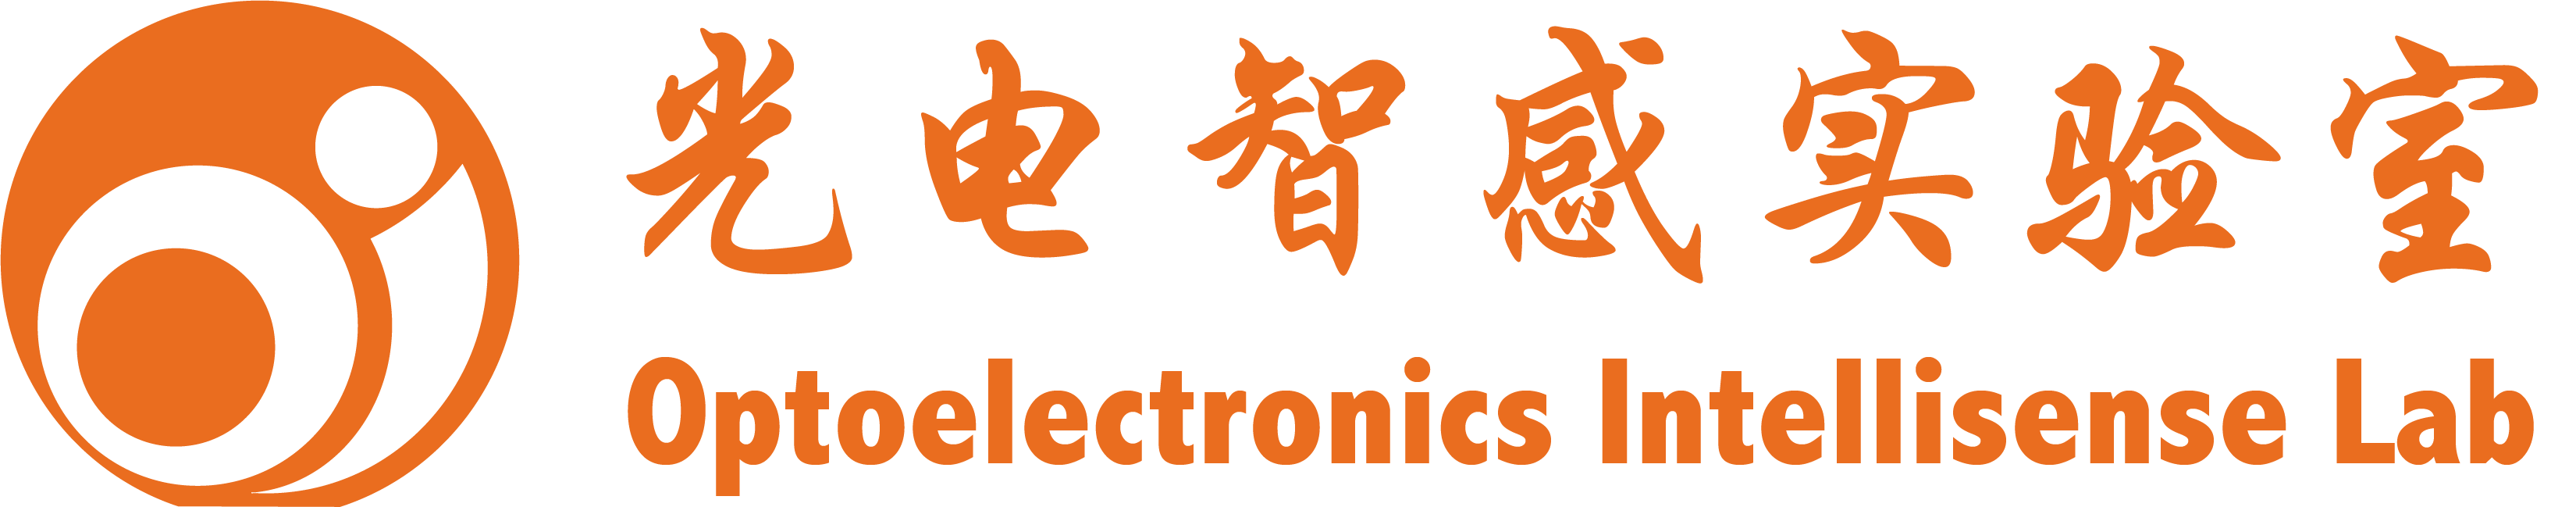 光电智感实验室
Optoelectronics Intellisense Lab